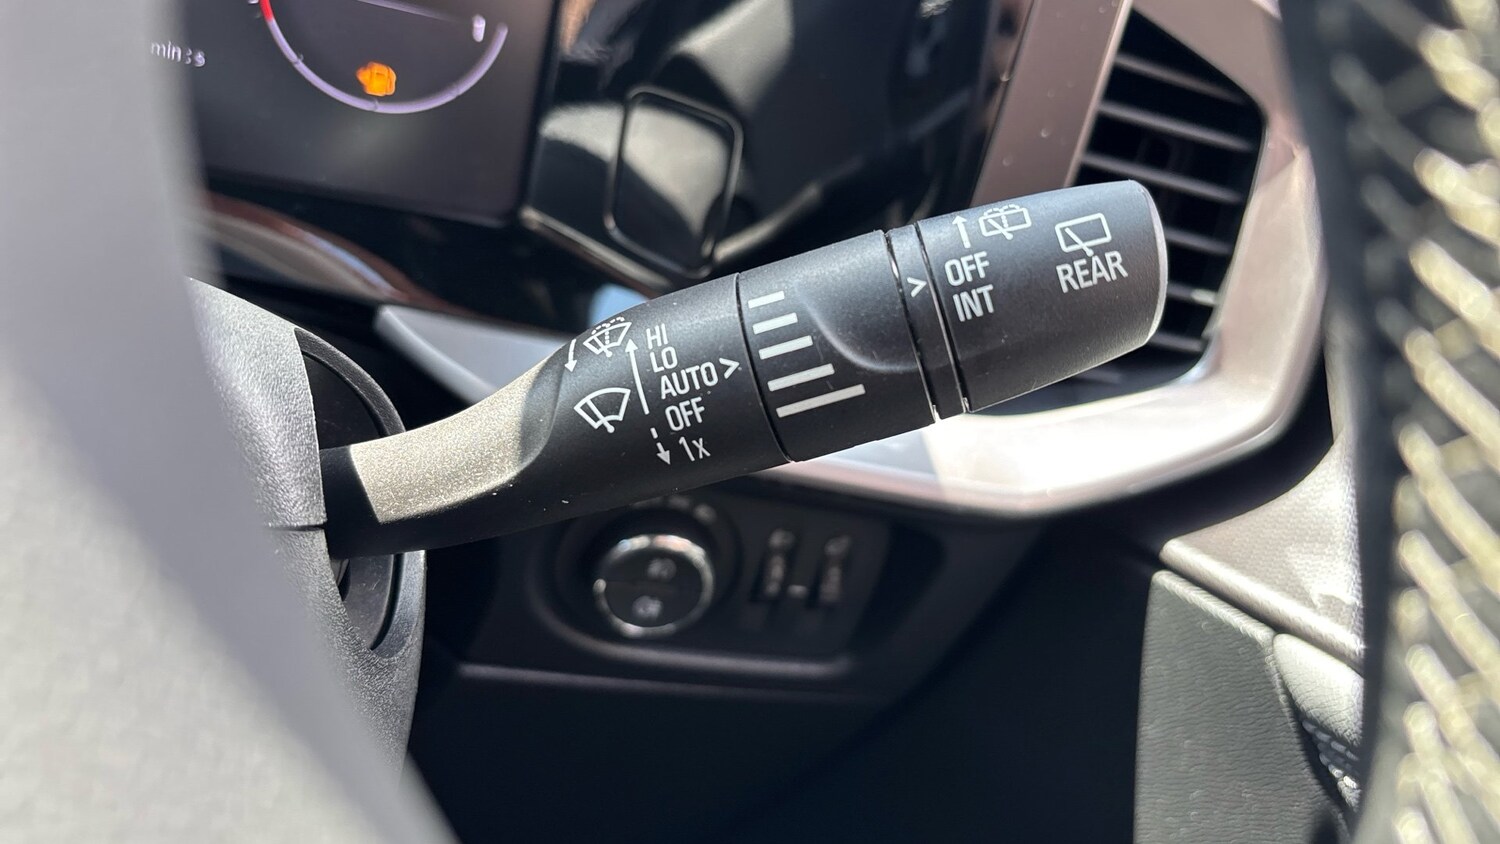 HI
LO
AUTO >
OFF
1x
>
OFF
INT
REAR